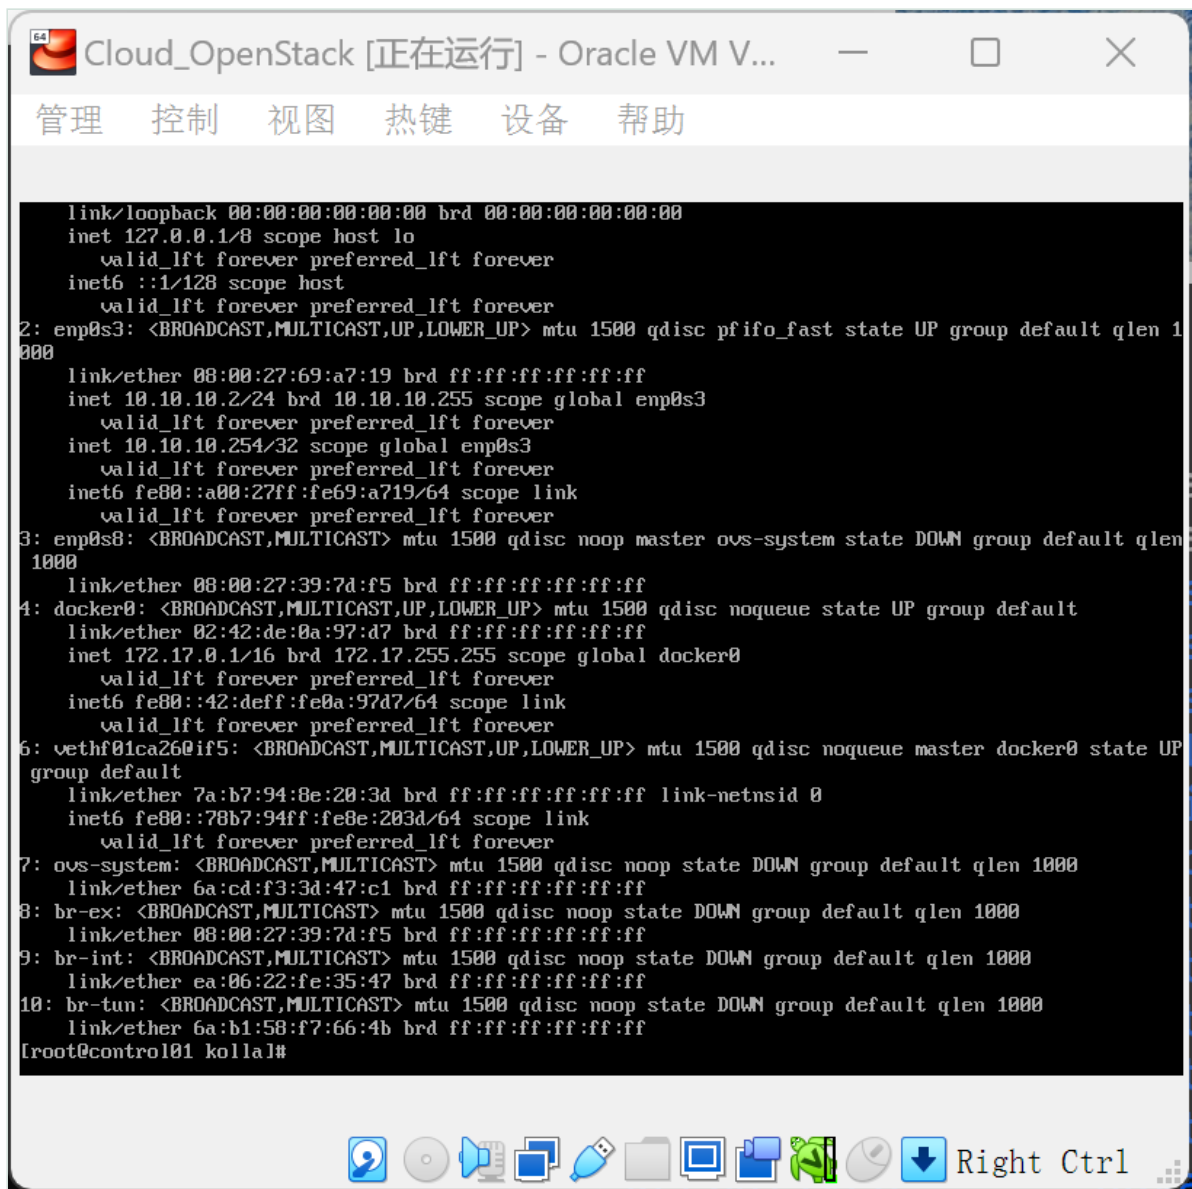 64
Cloud_OpenStack [正在运行] - Oracle VM V...
管理 控制 视图 热键 设备 帮助
link/loopback 00:00:00:00:00:00 brd 00:00:00:00:00:00
inet 127.0.0.1/8 scope host lo
valid_lft forever preferred_lft forever
inet6 ::1/128 scope host
valid_lft forever preferred_lft forever
2: enp0s3: <BROADCAST,MULTICAST,UP,LOWER_UP> mtu 1500 qdisc pfifo_fast state UP group default qlen 1
000
link/ether 08:00:27:69:a7:19 brd ff:ff:ff:ff:ff:ff
inet 10.10.10.2/24 brd 10.10.10.255 scope global enp0s3
valid_lft forever preferred_lft forever
inet 10.10.10.254/32 scope global enp0s3
valid_lft forever preferred_lft forever
inet6 fe80::a00:27ff:fe69:a719/64 scope link
valid_lft forever preferred_lft forever
3: enp0s8: <BROADCAST,MULTICAST> mtu 1500 qdisc noop master ovs-system state DOWN group default qlen
1000
link/ether 08:00:27:39:7d:f5 brd ff:ff:ff:ff:ff:ff
4: docker0: <BROADCAST,MULTICAST,UP,LOWER_UP> mtu 1500 qdisc noqueue state UP group default
link/ether 02:42:de:0a:97:d7 brd ff:ff:ff:ff:ff:ff
inet 172.17.0.1/16 brd 172.17.255.255 scope global docker0
valid_lft forever preferred_lft forever
inet6 fe80::42:deff:fe0a:97d7/64 scope link
valid_lft forever preferred_lft forever
6: vethf01ca26@if5: <BROADCAST,MULTICAST,UP,LOWER_UP> mtu 1500 qdisc noqueue master docker0 state UP
group default
link/ether 7a:b7:94:8e:20:3d brd ff:ff:ff:ff:ff:ff link-netnsid 0
inet6 fe80::78b7:94ff:fe8e:203d/64 scope link
valid_lft forever preferred_lft forever
7: ovs-system: <BROADCAST,MULTICAST> mtu 1500 qdisc noop state DOWN group default qlen 1000
link/ether 6a:cd:f3:3d:47:c1 brd ff:ff:ff:ff:ff:ff
8: br-ex: <BROADCAST,MULTICAST> mtu 1500 qdisc noop state DOWN group default qlen 1000
link/ether 08:00:27:39:7d:f5 brd ff:ff:ff:ff:ff:ff
9: br-int: <BROADCAST,MULTICAST> mtu 1500 qdisc noop state DOWN group default qlen 1000
link/ether ea:06:22:fe:35:47 brd ff:ff:ff:ff:ff:ff
10: br-tun: <BROADCAST,MULTICAST> mtu 1500 qdisc noop state DOWN group default qlen 1000
link/ether 6a:b1:58:f7:66:4b brd ff:ff:ff:ff:ff:ff
[root@control01 kolla]#
Right Ctrl